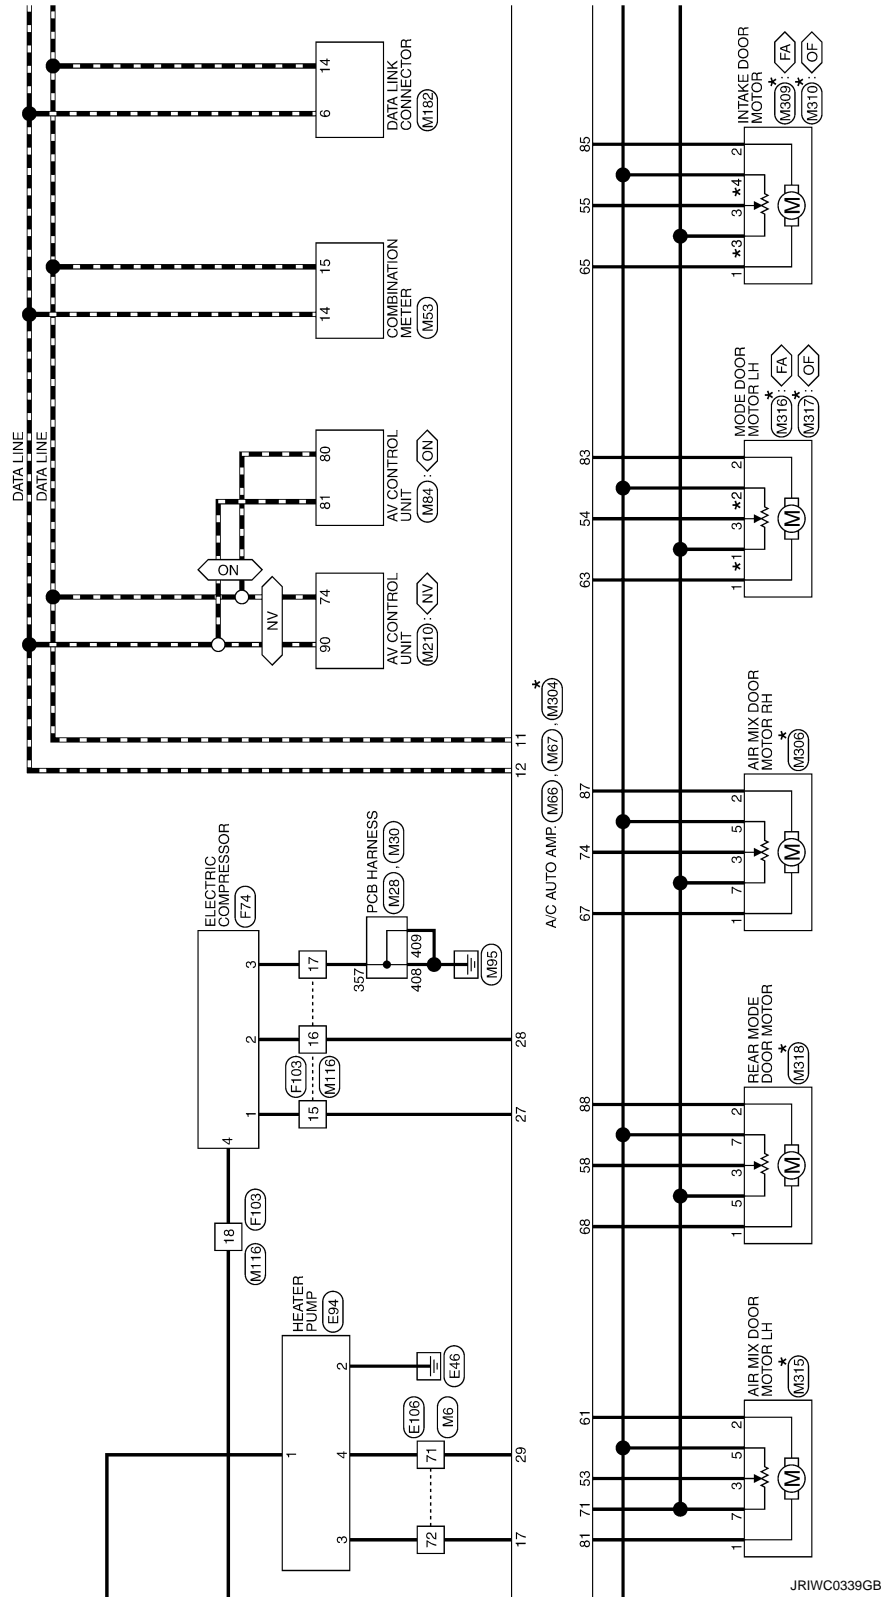 DATA LINE
DATA LINE
14
6
DATA LINK
CONNECTOR
M182
15
14
COMBINATION
METER
M53
80
81
AV CONTROL
UNIT
M84 : ON
ON
NV
74
90
AV CONTROL
UNIT
M210 : NV
11
12
ELECTRIC
COMPRESSOR
F74
3
2
1
4
17
16
15
F103
M116
357
408
409
PCB HARNESS
M28 , M30
M95
28
27
18
F103
M116
HEATER
PUMP
E94
1
2
4
3
E46
E106
M6
71
72
29
17
A/C AUTO AMP. M66 , M67 , *M304
85
55
65
2
*4
3
*3
1
M
INTAKE DOOR
MOTOR
*M309 : FA
*M310 : OF
83
54
63
2
*2
3
*1
1
M
MODE DOOR
MOTOR LH
*M316 : FA
*M317 : OF
87
74
67
2
5
3
7
1
M
AIR MIX DOOR
MOTOR RH
*M306
88
58
68
2
7
3
5
1
M
REAR MODE
DOOR MOTOR
*M318
61
53
71
81
2
5
3
7
1
M
AIR MIX DOOR
MOTOR LH
*M315
JRIWC0339GB